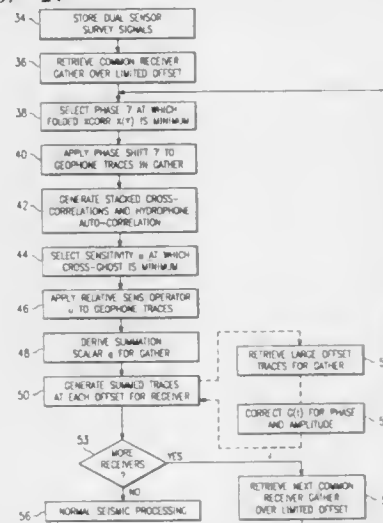 34
STORE DUAL SENSOR
SURVEY SIGNALS
36
RETRIEVE COMMON RECEIVER
GATHER OVER LIMITED OFFSET
38
SELECT PHASE 7 AT WHICH
FOLDED XCORR X(Y) IS MINIMUM
40
APPLY PHASE SHIFT 7 TO
GEOPHONE TRACES IN GATHER
42
GENERATE STACKED CROSS-
CORRELATIONS AND HYDROPHONE
AUTO-CORRELATION
44
SELECT SENSITIVITY α AT WHICH
CROSS-GHOST IS MINIMUM
46
APPLY RELATIVE SENS OPERATOR
TO GEOPHONE TRACES
48
DERIVE SUMMATION
SCALAR FOR GATHER
RETRIEVE LARGE OFFSET
TRACES FOR GATHER
50
GENERATE SUMMED TRACES
AT EACH OFFSET FOR RECEIVER
CORRECT G(t) FOR PHASE
AND AMPLITUDE
53
MORE
RECEIVERS
?
YES
NO
RETRIEVE NEXT COMMON
RECEIVER GATHER
OVER LIMITED OFFSET
56
NORMAL SEISMIC PROCESSING